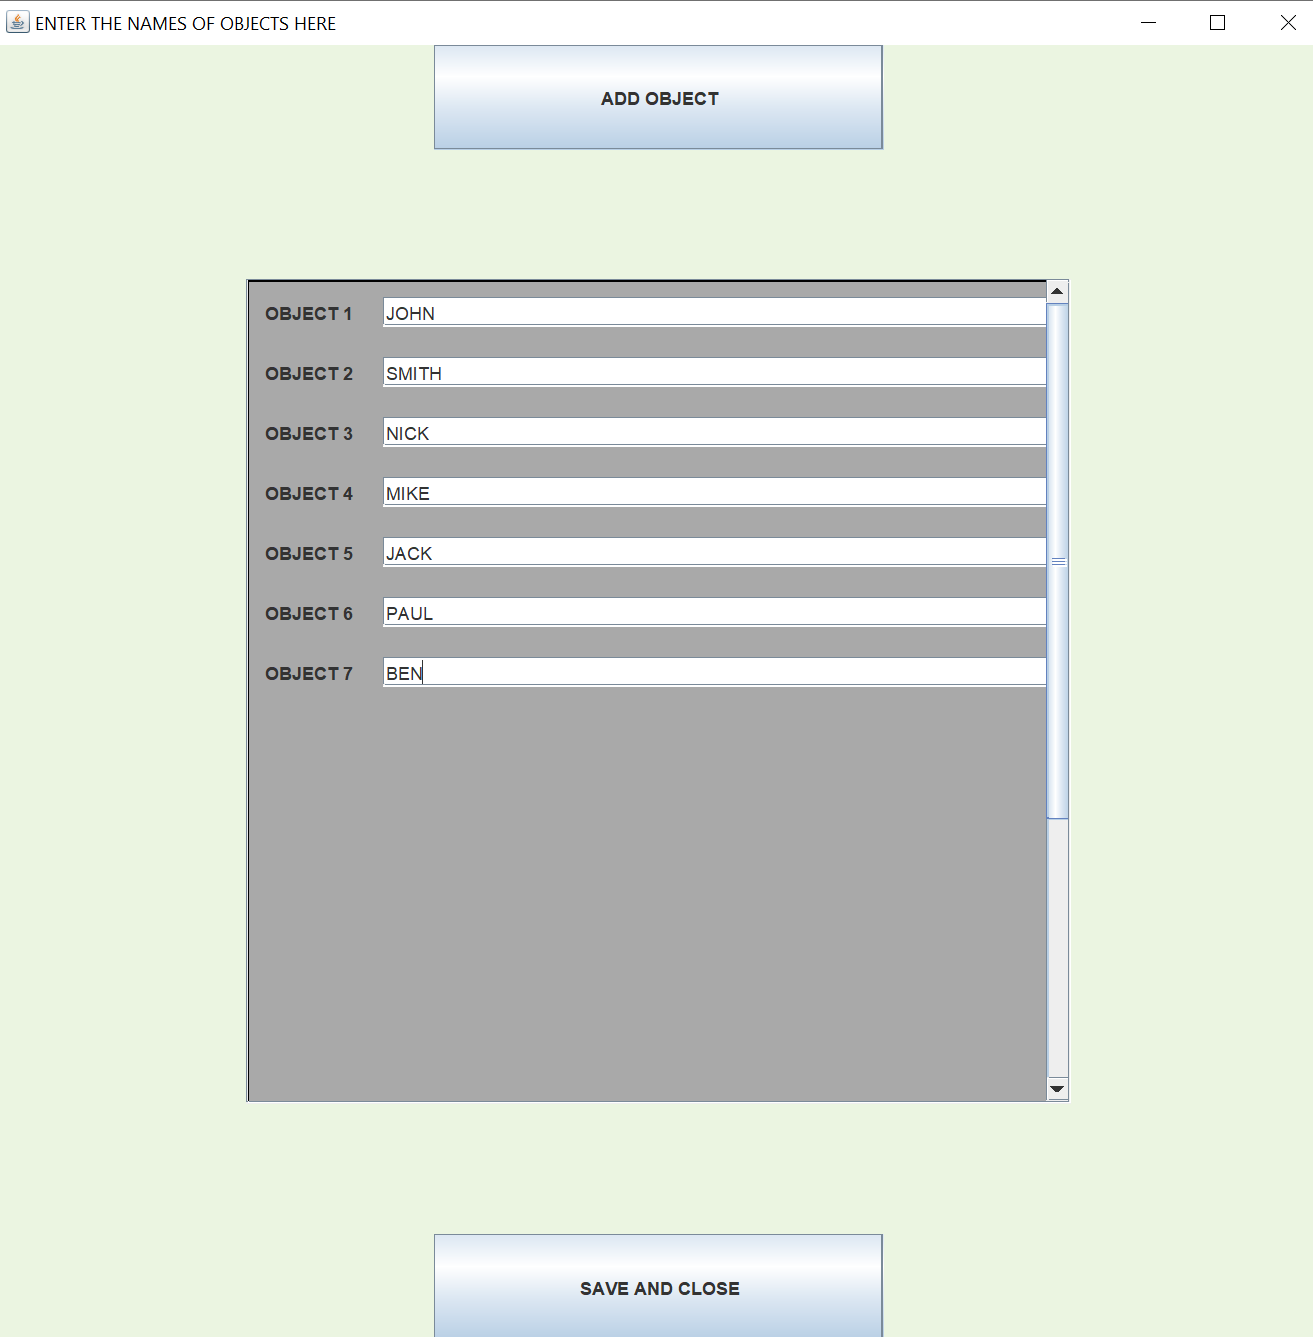 ENTER THE NAMES OF OBJECTS HERE
ADD OBJECT
OBJECT 1 JOHN
OBJECT 2 SMITH
OBJECT 3 NICK
OBJECT 4 MIKE
OBJECT 5 JACK
OBJECT 6 PAUL
OBJECT 7 BEN
SAVE AND CLOSE